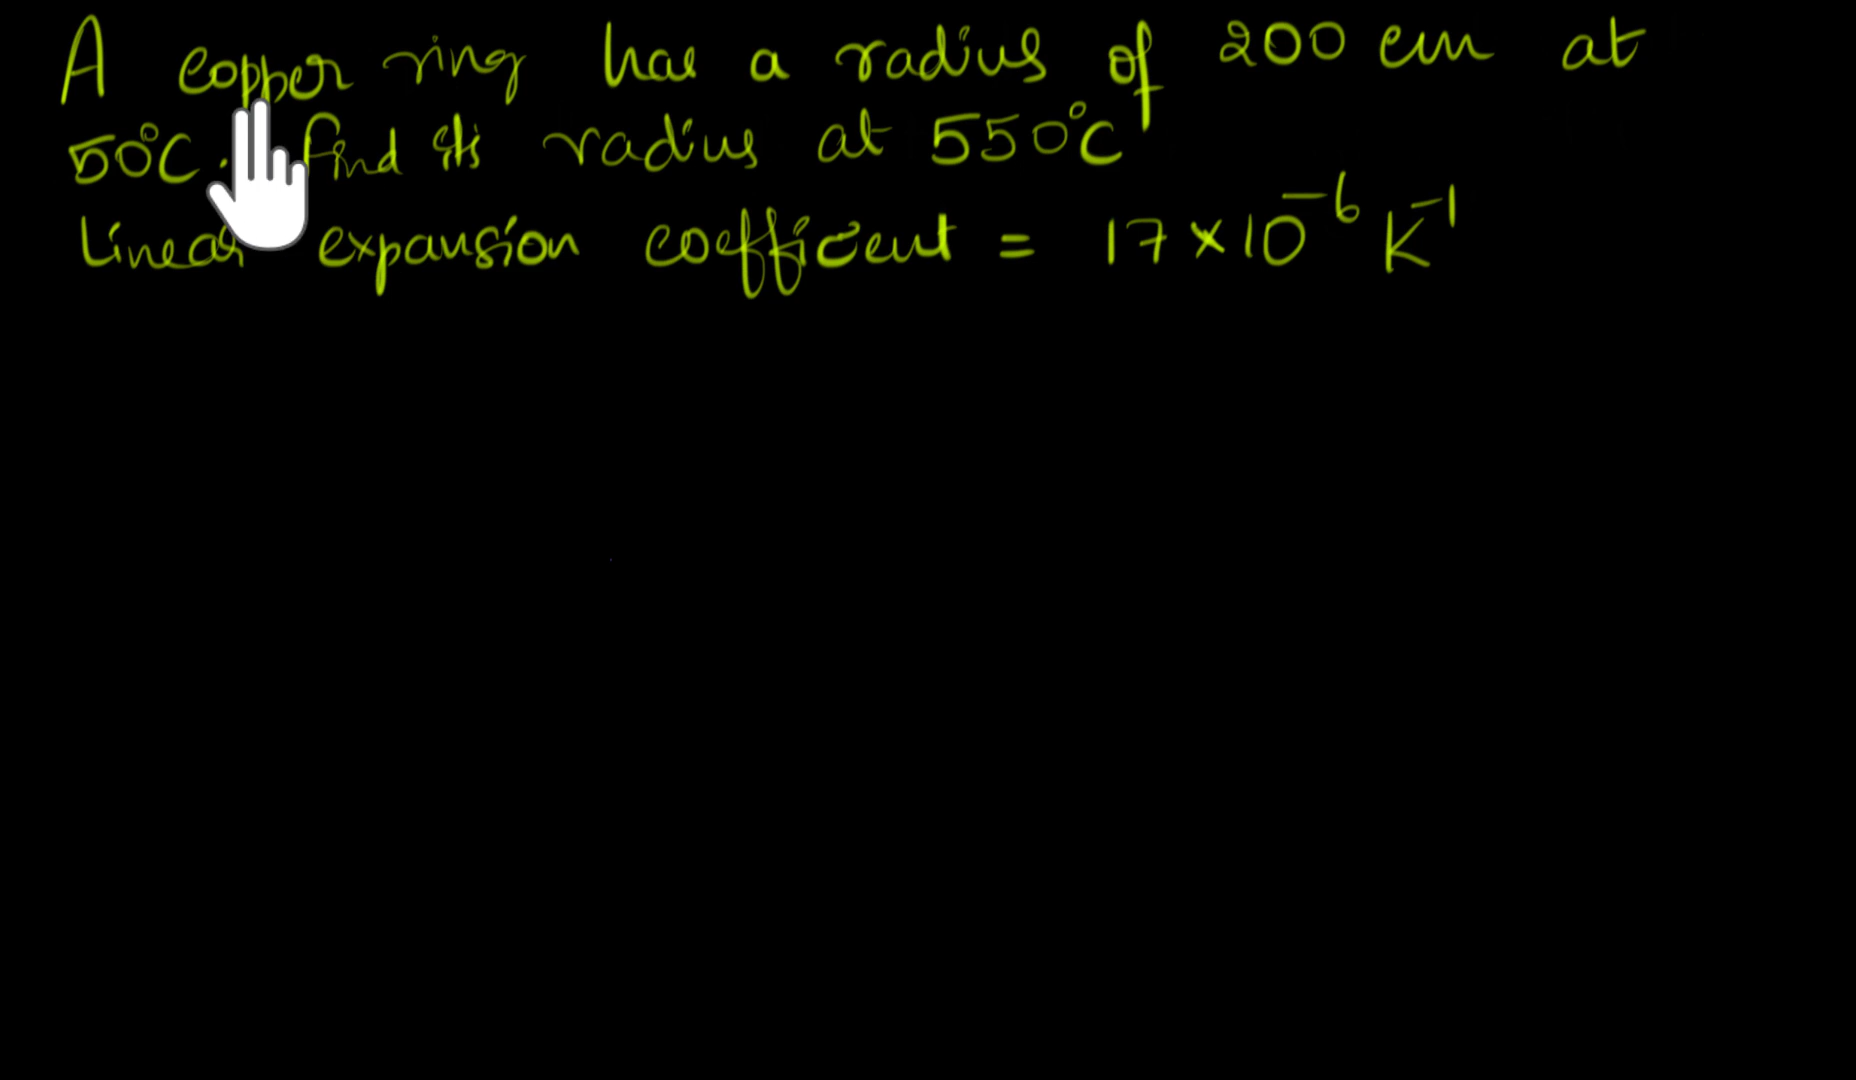 A copper ring has a radius of 200 cm at
50°C. Find its radius at 550°C
Linear expansion coefficient = 17 × 10⁻⁶ K⁻¹